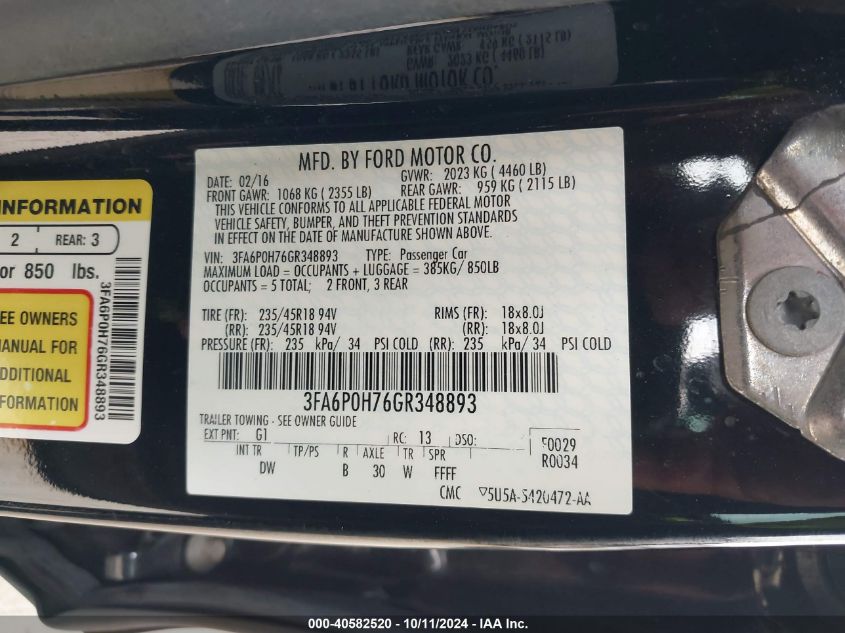 MFD. BY FORD MOTOR CO.
DATE: 02/16 GVWR: 2023 KG ( 4460 LB)
FRONT GAWR: 1068 KG ( 2355 LB) REAR GAWR: 959 KG ( 2115 LB)
THIS VEHICLE CONFORMS TO ALL APPLICABLE FEDERAL MOTOR
VEHICLE SAFETY, BUMPER, AND THEFT PREVENTION STANDARDS
IN EFFECT ON THE DATE OF MANUFACTURE SHOWN ABOVE.
VIN: 3FA6P0H76GR348893 TYPE: Passenger Car
MAXIMUM LOAD = OCCUPANTS + LUGGAGE = 385KG/ 850LB
OCCUPANTS = 5 TOTAL; 2 FRONT, 3 REAR
TIRE (FR): 235/45R18 94V RIMS (FR): 18x8.0J
(RR): 235/45R18 94V (RR): 18x8.0J
PRESSURE (FR): 235 kPa/ 34 PSI COLD (RR): 235 kPa/ 34 PSI COLD
3FA6P0H76GR348893
TRAILER TOWING - SEE OWNER GUIDE
EXT PNT: G1 RC: 13 DSO:
INT TR TP/PS R AXLE TR SPR
DW B 30 W FFFF
F0029
R0034
CMC ▽5U5A-5420472-AA
INFORMATION
2 REAR: 3
or 850 lbs.
SEE OWNERS
MANUAL FOR
ADDITIONAL
INFORMATION
3FA6P0H76GR348893
000-40582520 - 10/11/2024 - IAA Inc.